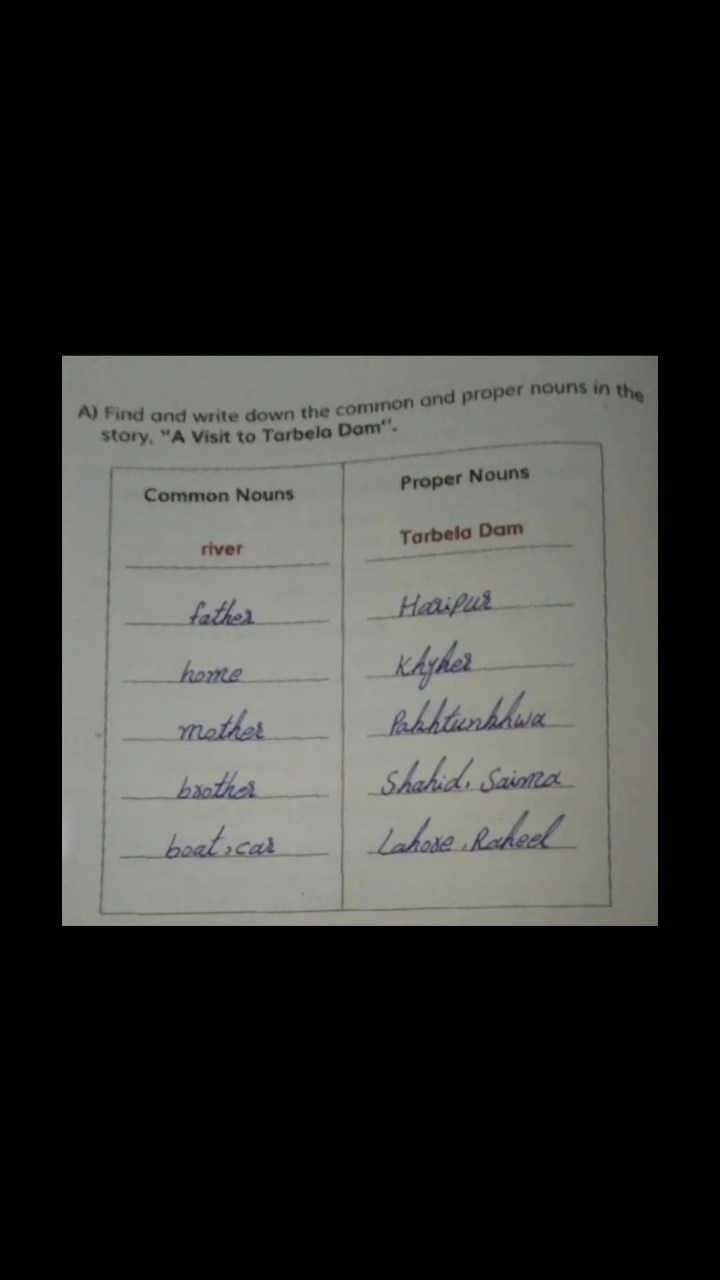 A) Find and write down the common and proper nouns in the
story, "A Visit to Tarbela Dam".
Common Nouns Proper Nouns
river Tarbela Dam
father Haripur
home Khyher
mother Pakhtunkhwa
brother Shahid, Saima
boat, car Lahore, Raheel